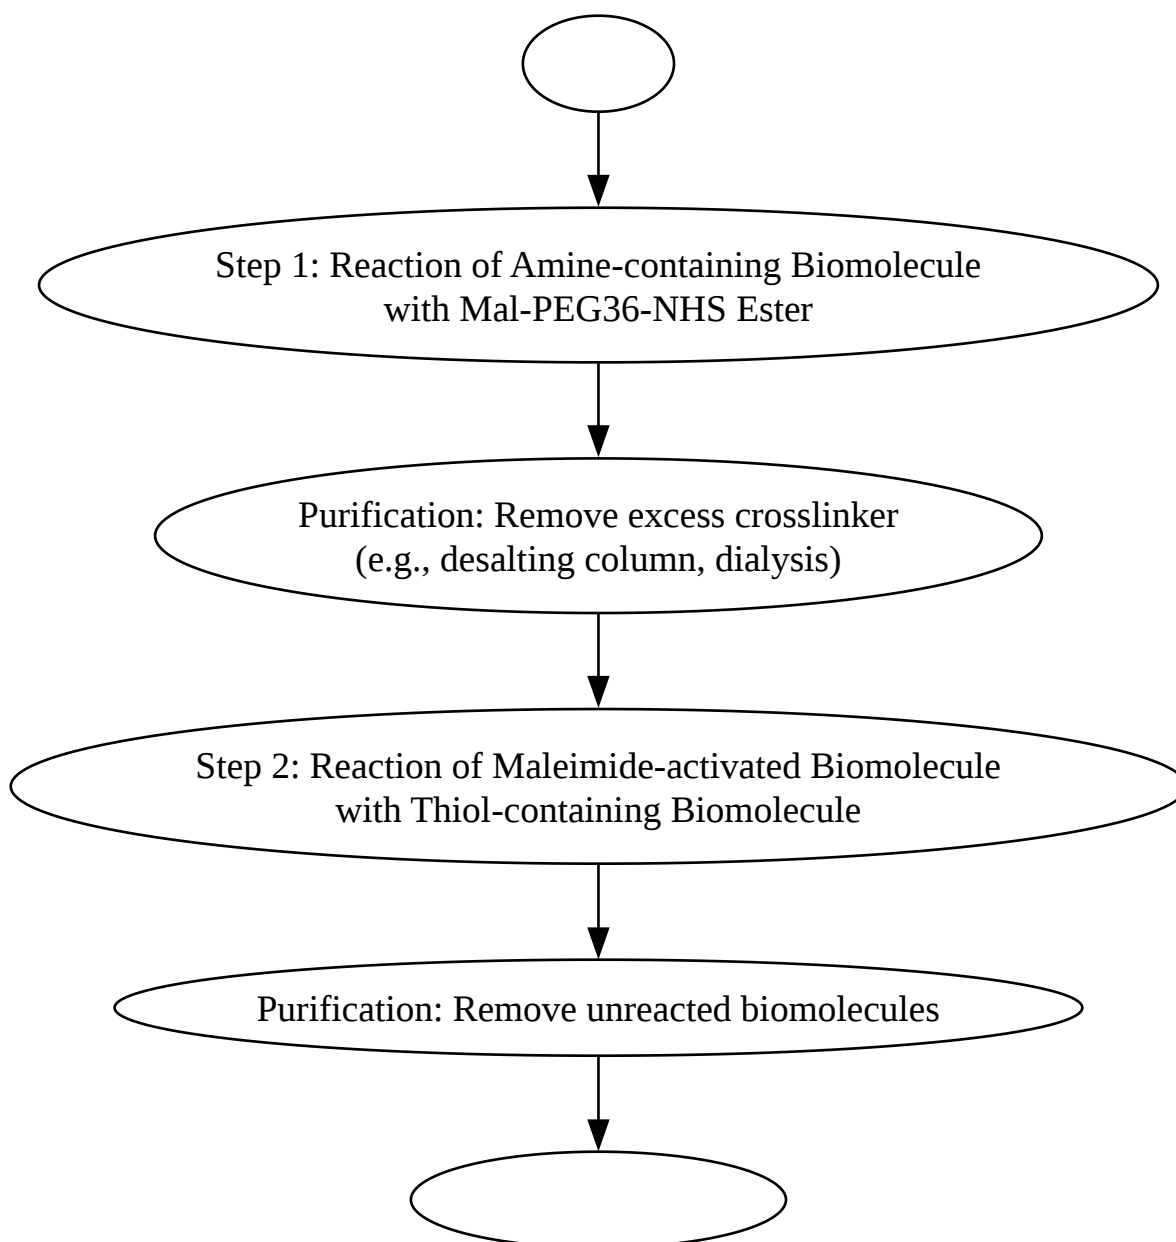 Step 1: Reaction of Amine-containing Biomolecule
with Mal-PEG36-NHS Ester
Purification: Remove excess crosslinker
(e.g., desalting column, dialysis)
Step 2: Reaction of Maleimide-activated Biomolecule
with Thiol-containing Biomolecule
Purification: Remove unreacted biomolecules